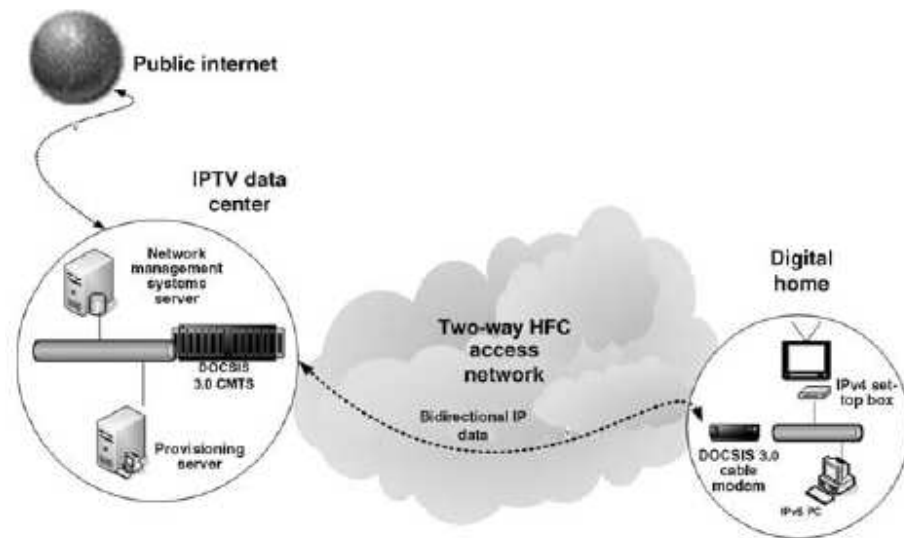 Public internet
IPTV data
center
Network
management
systems
server
DOCSIS
3.0 CMTS
Provisioning
server
Two-way HFC
access
network
Bidirectional IP
data
Digital
home
IPv4 set-
top box
DOCSIS 3.0
cable
modem
IPv6 PC